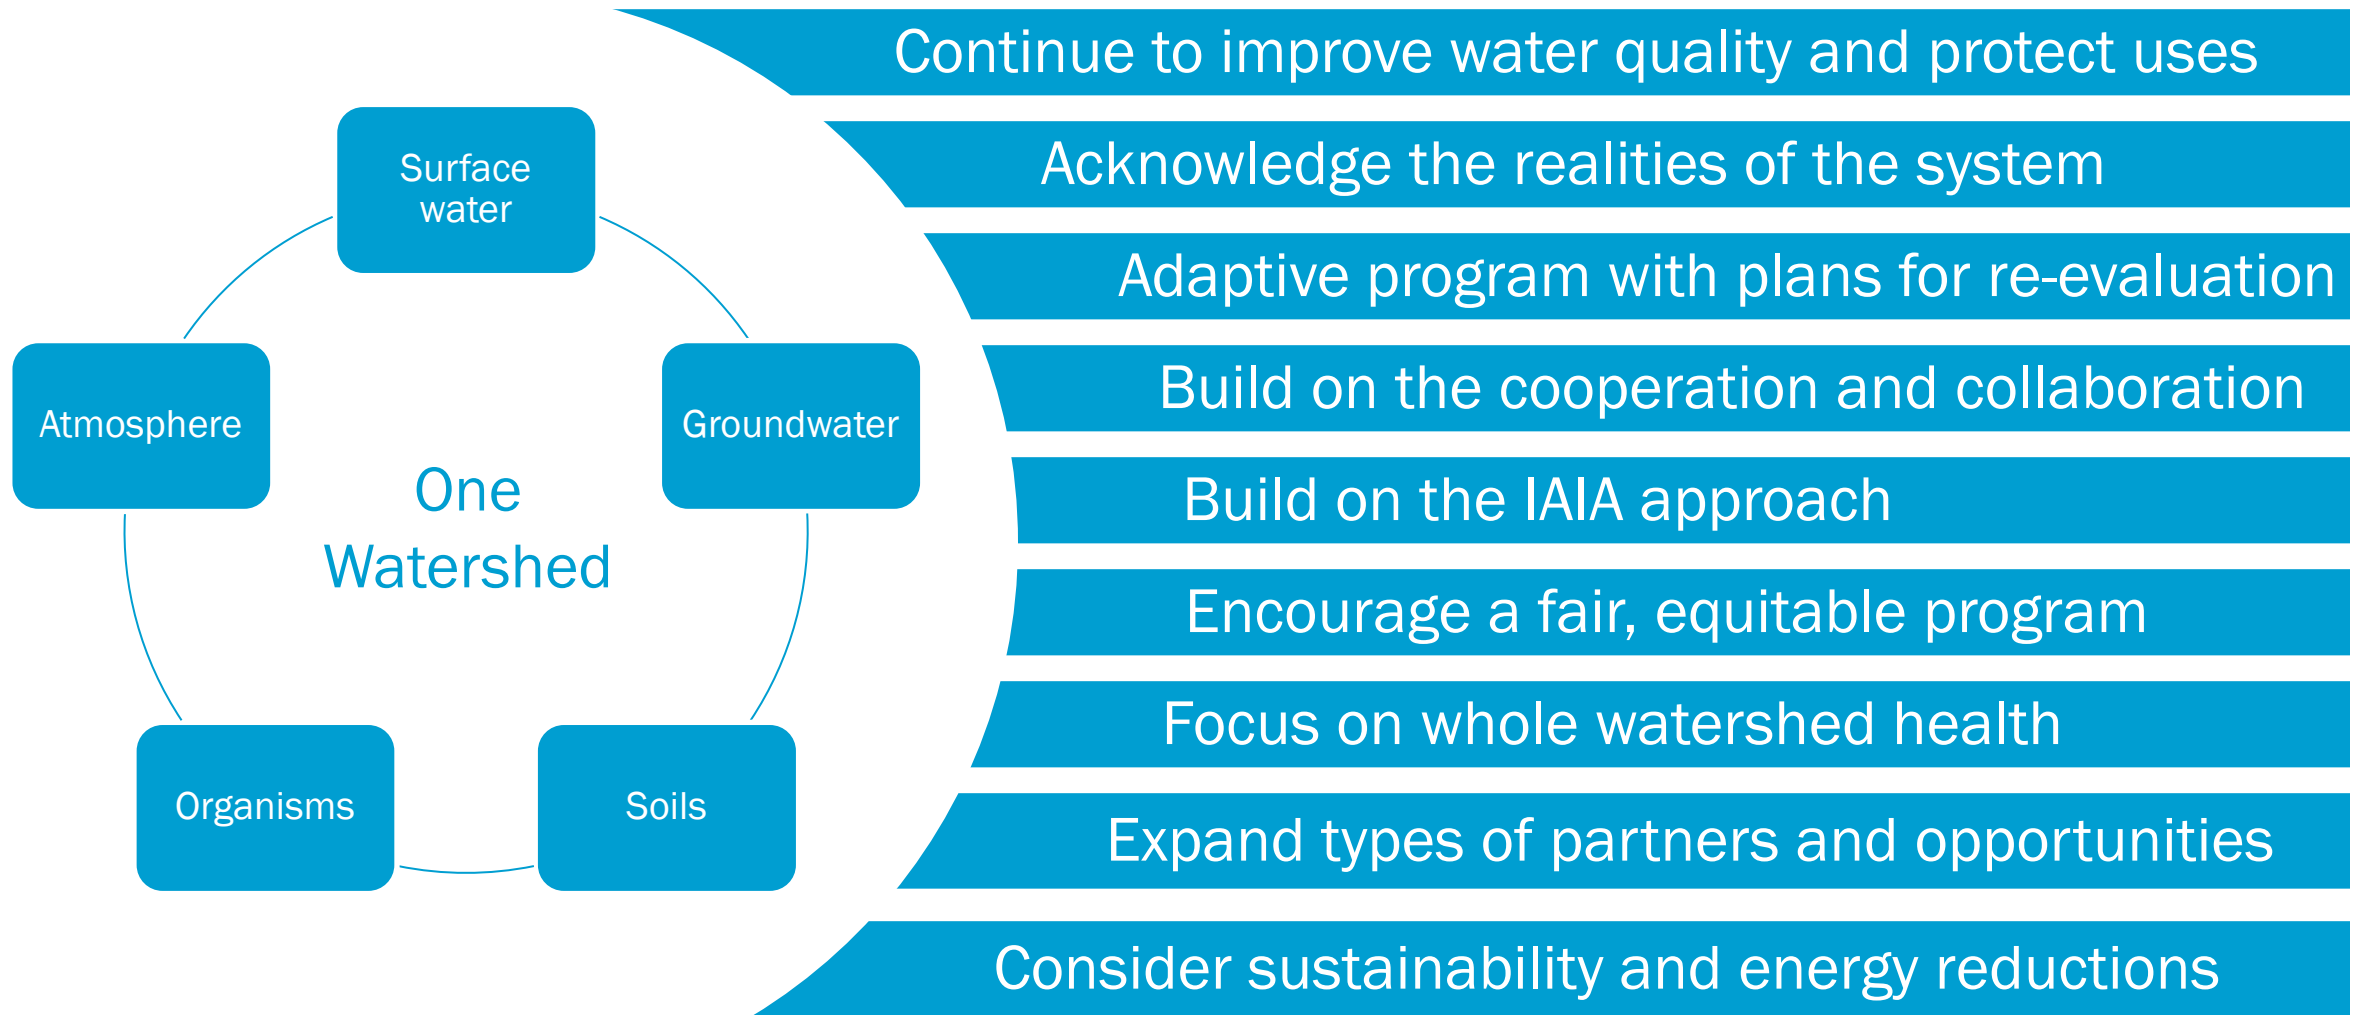 Surface
water
Atmosphere
Groundwater
One
Watershed
Organisms
Soils
Continue to improve water quality and protect uses
Acknowledge the realities of the system
Adaptive program with plans for re-evaluation
Build on the cooperation and collaboration
Build on the IAIA approach
Encourage a fair, equitable program
Focus on whole watershed health
Expand types of partners and opportunities
Consider sustainability and energy reductions